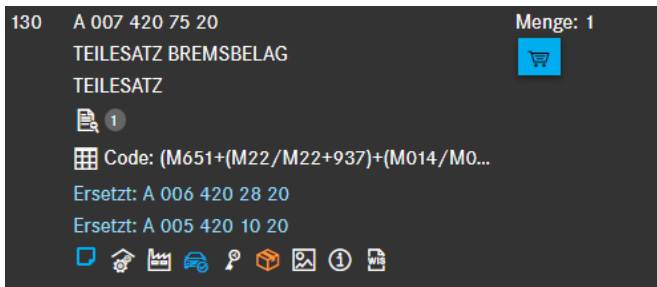 130 A 007 420 75 20 Menge: 1
TEILESATZ BREMSBELAG
TEILESATZ
1
Code: (M651+(M22/M22+937)+(M014/M0...
Ersetzt: A 006 420 28 20
Ersetzt: A 005 420 10 20
WIS